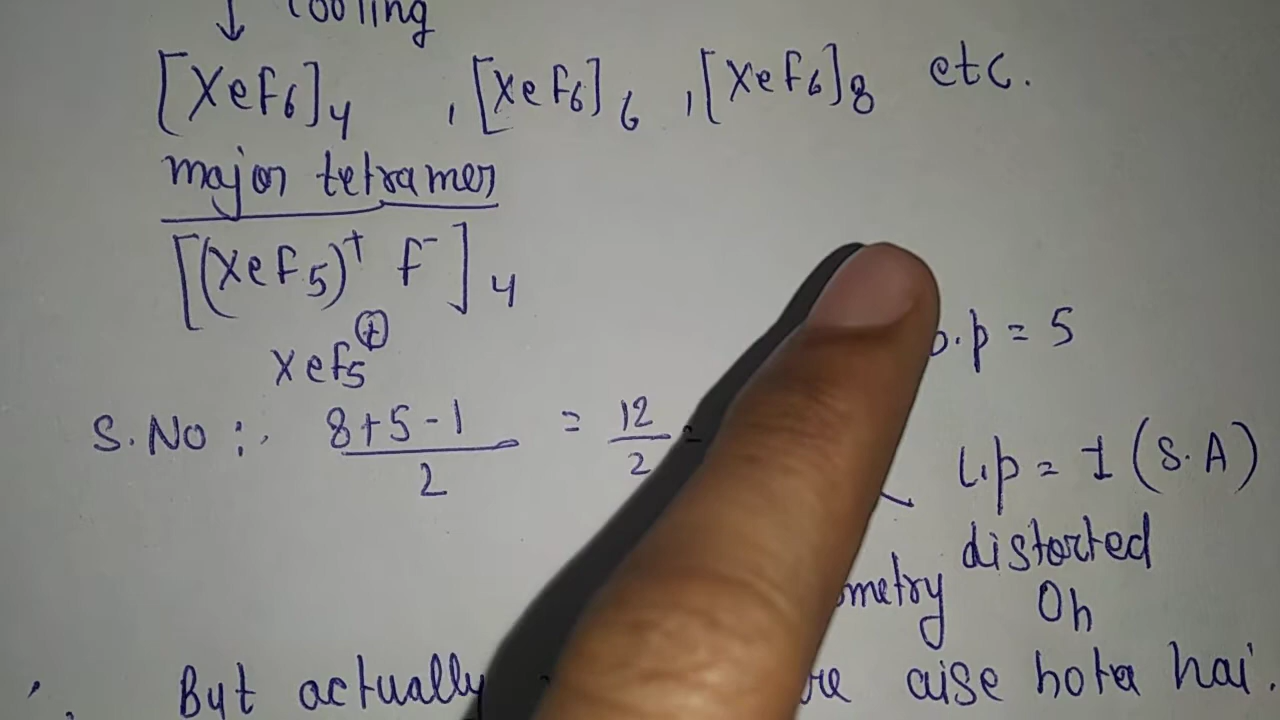 ↓ cooling
[XeF6]4 , [XeF6]6 , [XeF6]8 etc.
major tetramer
[(XeF5)+ F-]4
XeF5+
b.p = 5
S.No :. 8+5-1/2 = 12/2 =
l.p = 1 (S.A)
distorted
Oh
But actually aise hota hai.